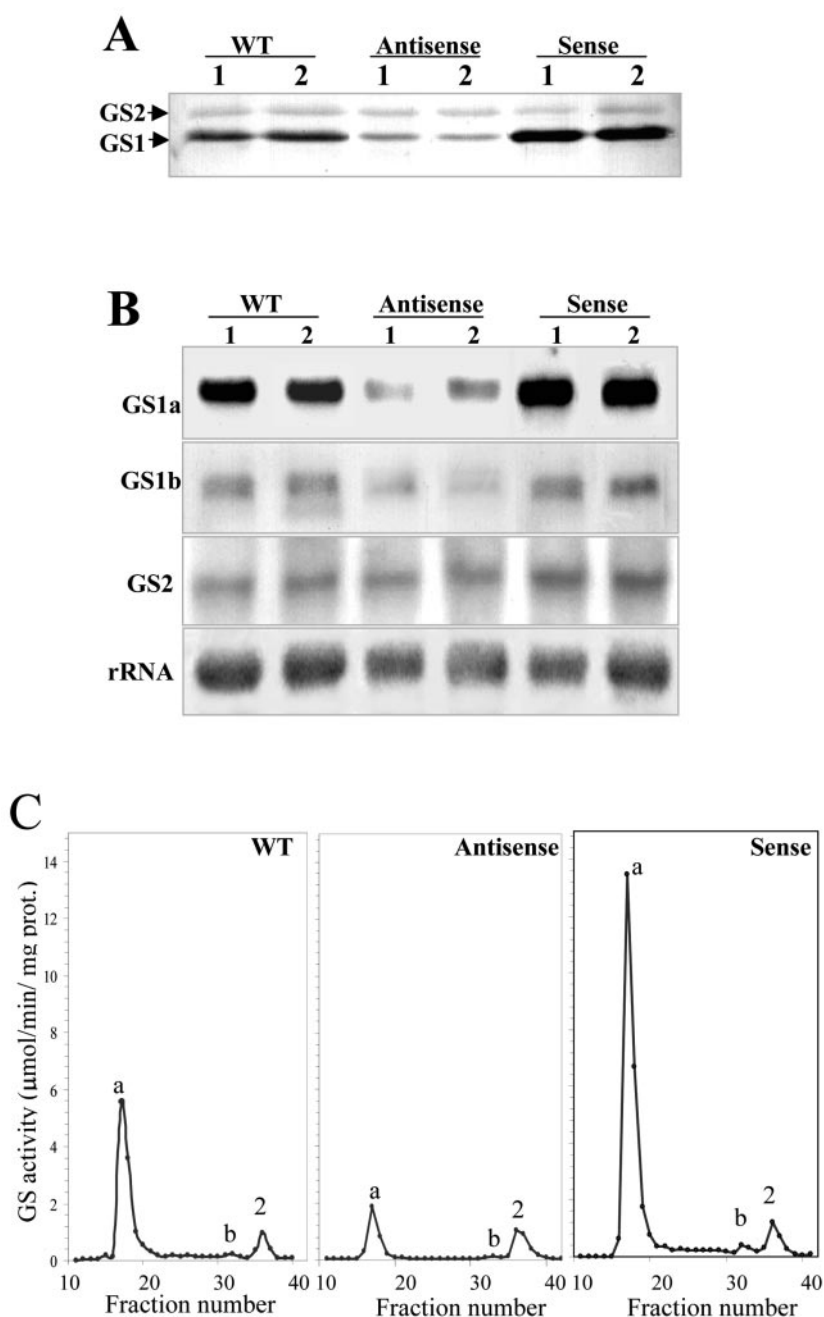 A
WT Antisense Sense
1 2 1 2 1 2
GS2
GS1
B
WT Antisense Sense
1 2 1 2 1 2
GS1a
GS1b
GS2
rRNA
C
WT Antisense Sense
GS activity (μmol/min/ mg prot.)
14
12
10
8
6
4
2
0
a
b
2
a
b
2
a
b
2
10 20 30 40 10 20 30 40 10 20 30 40
Fraction number Fraction number Fraction number